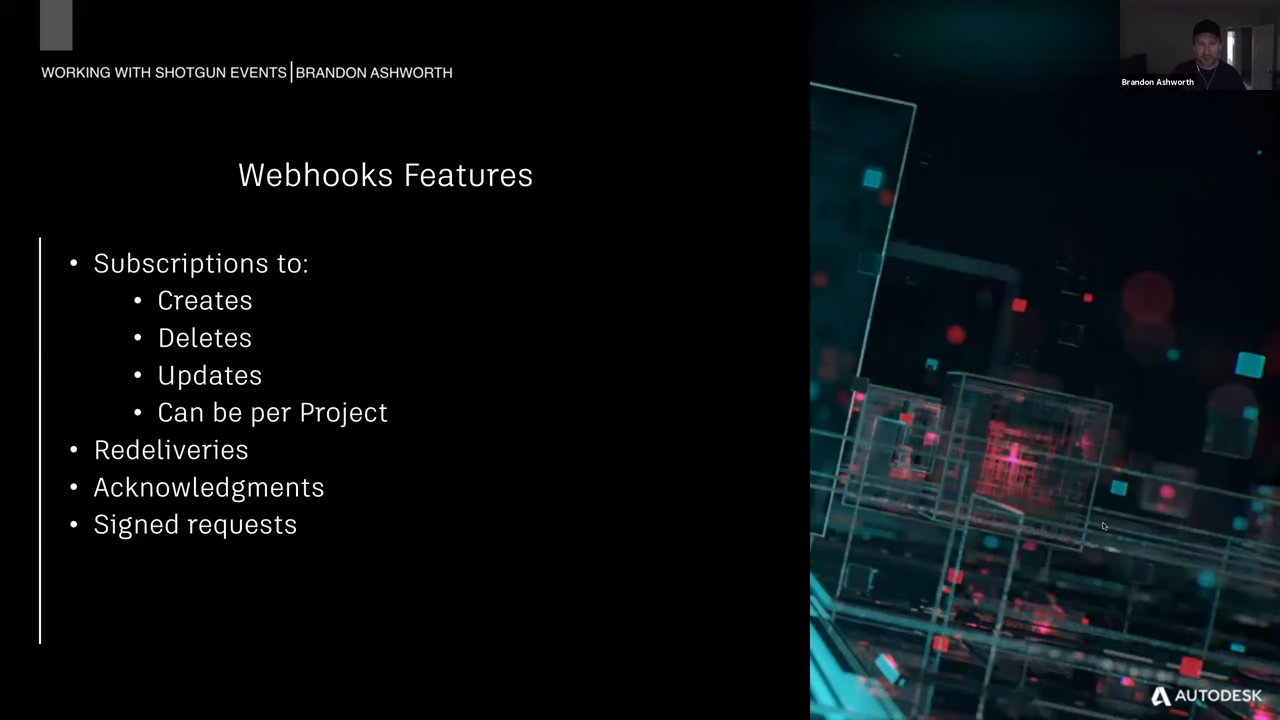 WORKING WITH SHOTGUN EVENTS|BRANDON ASHWORTH
Brandon Ashworth
Webhooks Features
• Subscriptions to:
• Creates
• Deletes
• Updates
• Can be per Project
• Redeliveries
• Acknowledgments
• Signed requests
AUTODESK